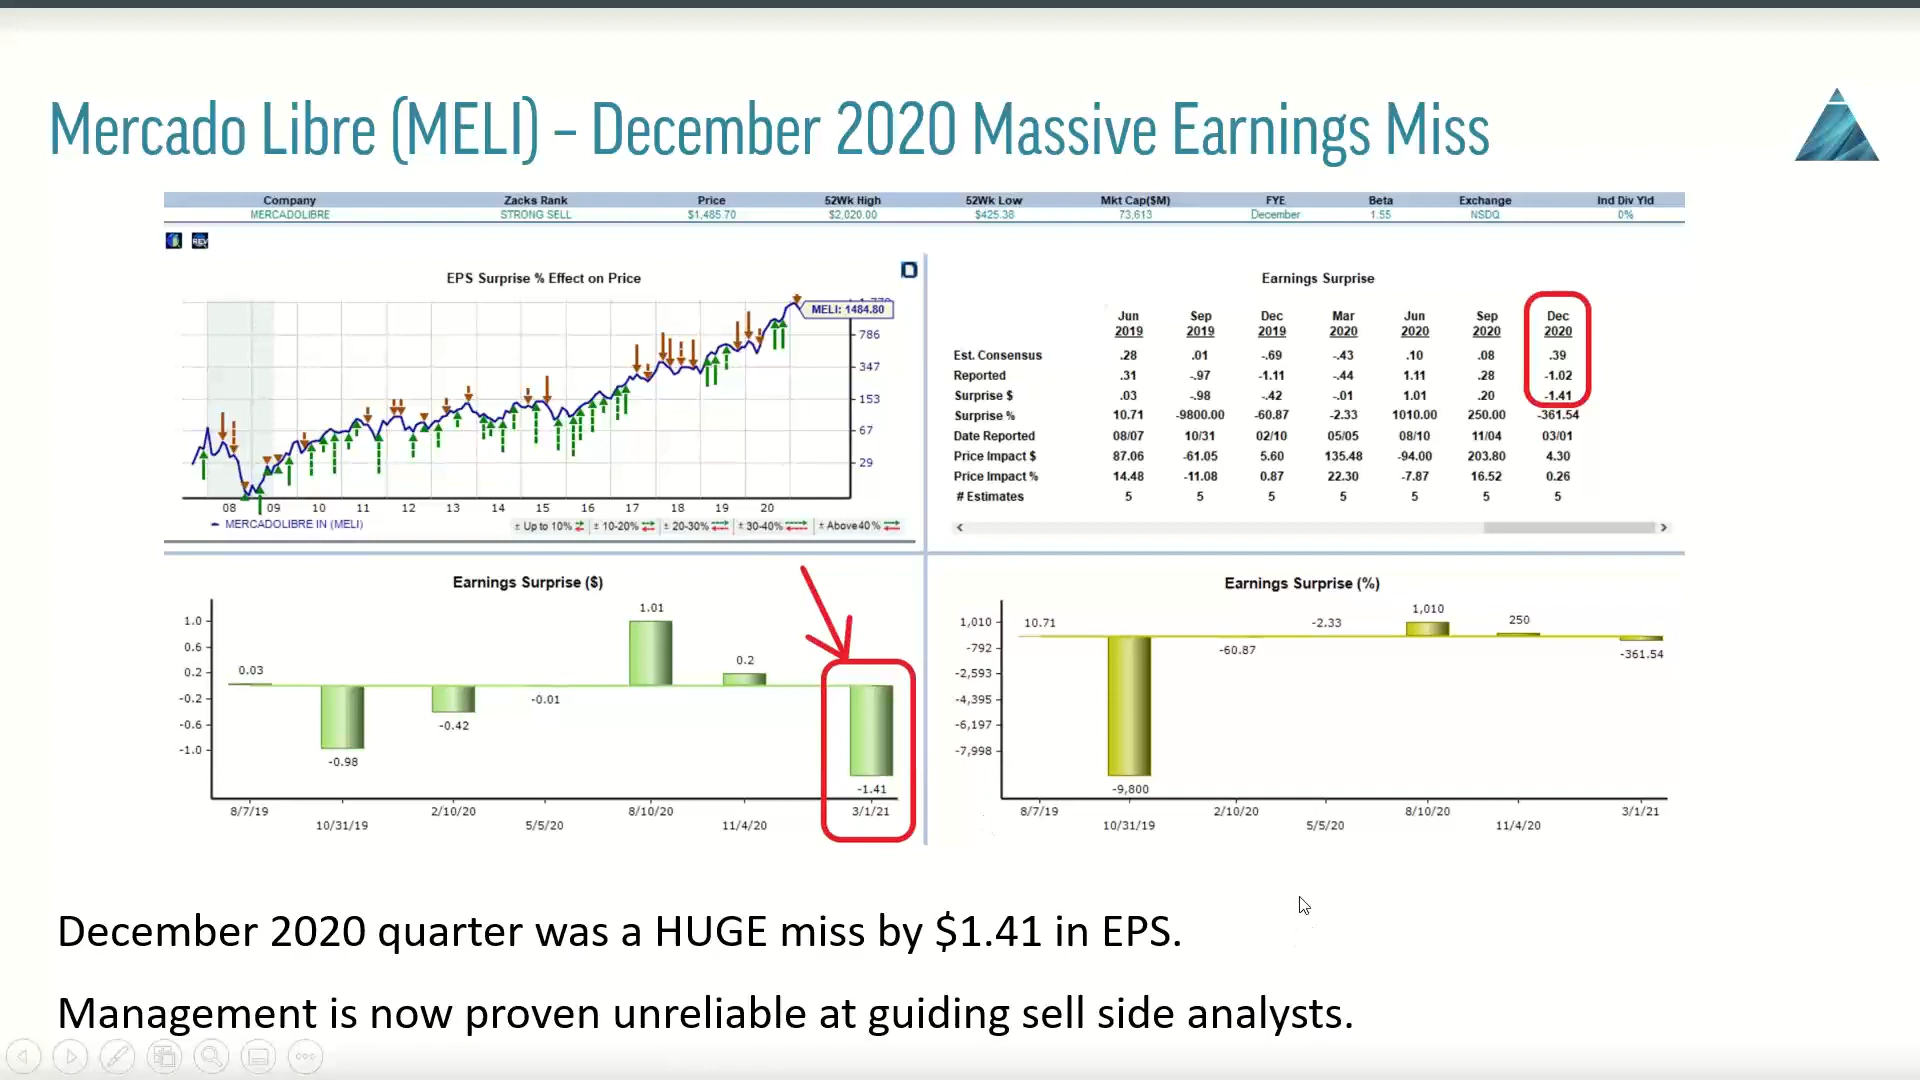 Mercado Libre (MELI) – December 2020 Massive Earnings Miss
Company Zacks Rank Price 52Wk High 52Wk Low Mkt Cap($M) FYE Beta Exchange Ind Div Yld
MERCADOLIBRE STRONG SELL $1,485.70 $2,020.00 $425.38 73,613 December 1.55 NSDQ 0%
REV
EPS Surprise % Effect on Price
D
MELI: 1484.80
786
347
153
67
29
08 09 10 11 12 13 14 15 16 17 18 19 20
MERCADOLIBRE IN (MELI)
± Up to 10% ± 10-20% ± 20-30% ± 30-40% ± Above 40%
Earnings Surprise
Jun Sep Dec Mar Jun Sep Dec
2019 2019 2019 2020 2020 2020 2020
Est. Consensus .28 .01 -.69 -.43 .10 .08 .39
Reported .31 -.97 -1.11 -.44 1.11 .28 -1.02
Surprise $ .03 -.98 -.42 -.01 1.01 .20 -1.41
Surprise % 10.71 -9800.00 -60.87 -2.33 1010.00 250.00 -361.54
Date Reported 08/07 10/31 02/10 05/05 08/10 11/04 03/01
Price Impact $ 87.06 -61.05 5.60 135.48 -94.00 203.80 4.30
Price Impact % 14.48 -11.08 0.87 22.30 -7.87 16.52 0.26
# Estimates 5 5 5 5 5 5 5
Earnings Surprise ($)
1.0
0.6
0.2
-0.2
-0.6
-1.0
0.03
-0.98
-0.42
-0.01
1.01
0.2
-1.41
8/7/19 2/10/20 8/10/20 3/1/21
10/31/19 5/5/20 11/4/20
Earnings Surprise (%)
1,010
-792
-2,593
-4,395
-6,197
-7,998
10.71
-9,800
-60.87
-2.33
1,010
250
-361.54
8/7/19 2/10/20 8/10/20 3/1/21
10/31/19 5/5/20 11/4/20
December 2020 quarter was a HUGE miss by $1.41 in EPS.
Management is now proven unreliable at guiding sell side analysts.